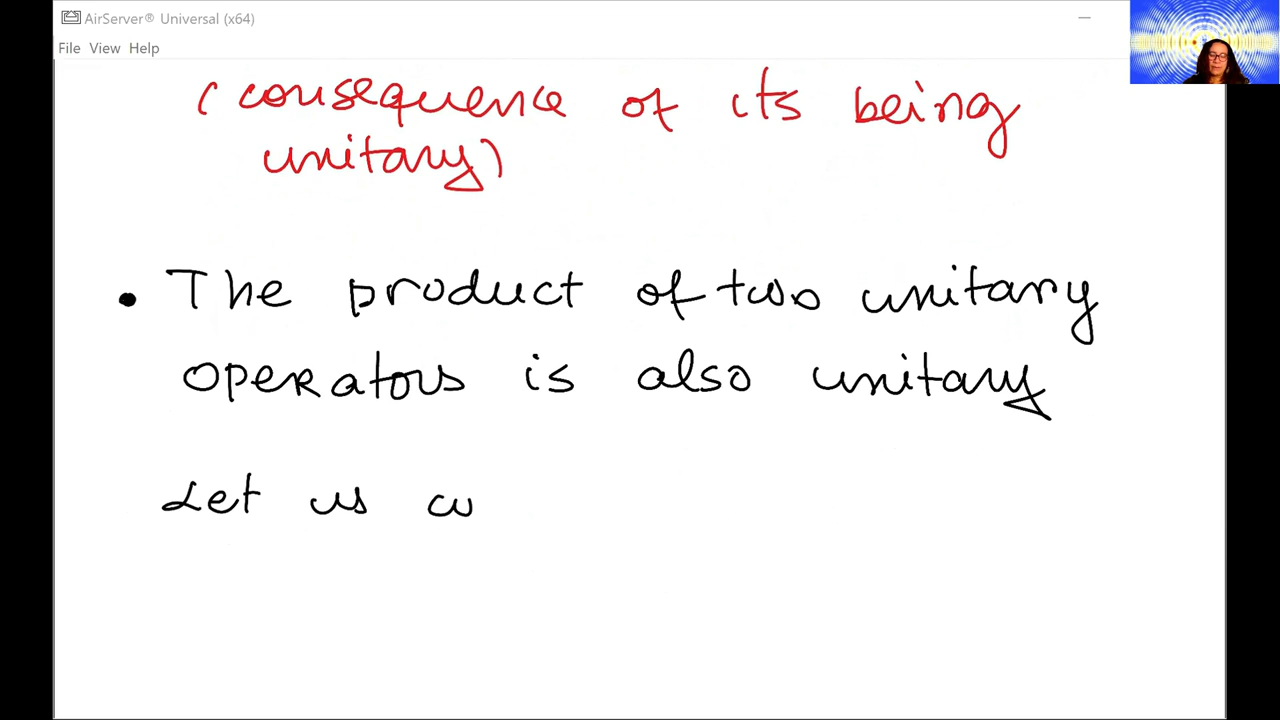 AirServer® Universal (x64)
File View Help
(consequence of its being
unitary)
• The product of two unitary
operators is also unitary
Let us co